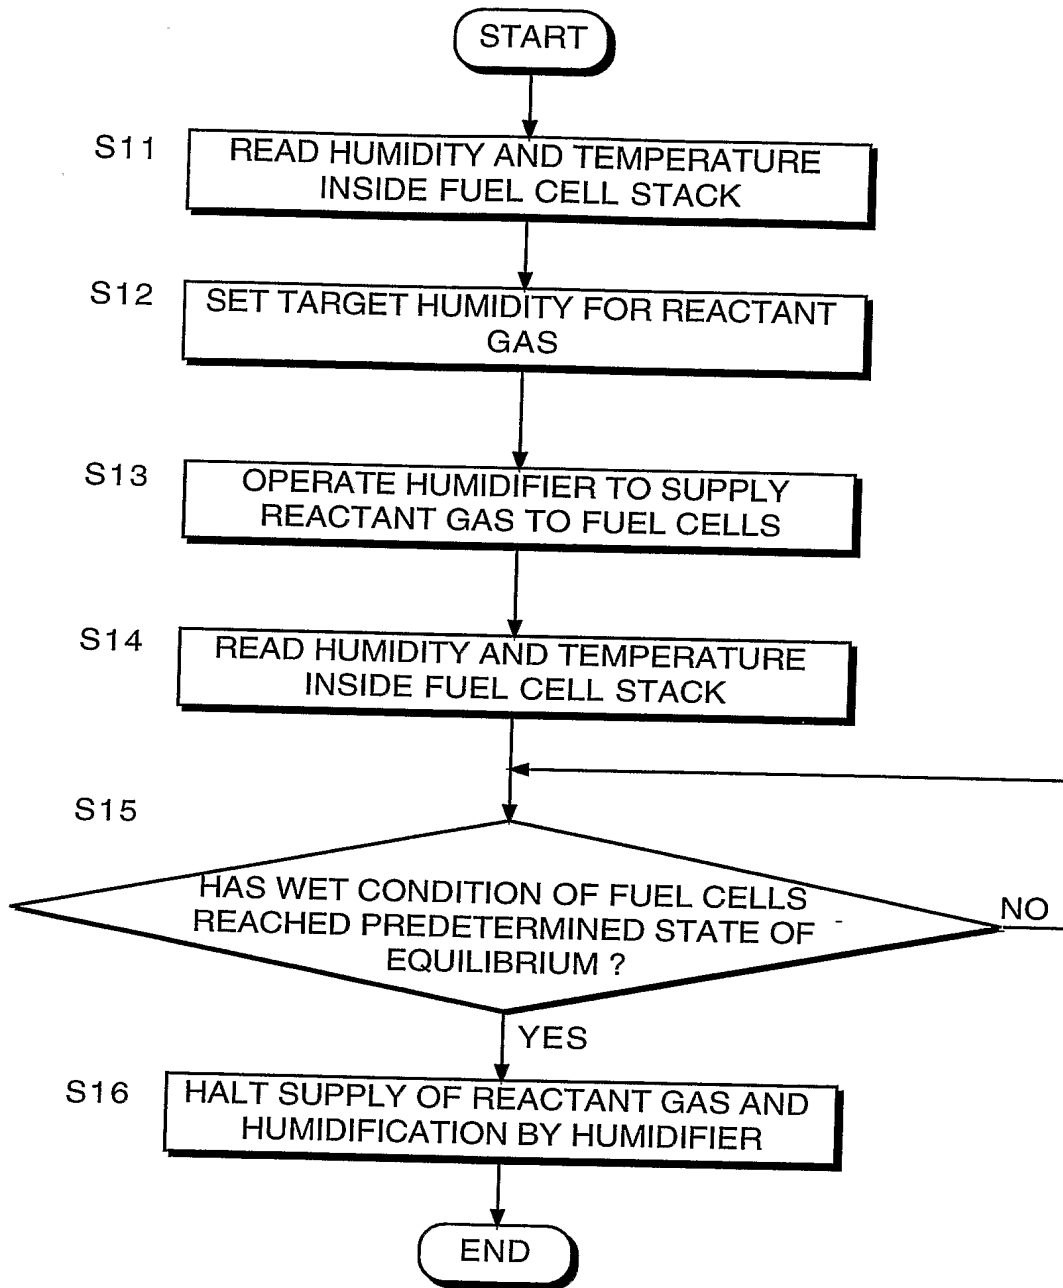 START
S11
READ HUMIDITY AND TEMPERATURE
INSIDE FUEL CELL STACK
S12
SET TARGET HUMIDITY FOR REACTANT
GAS
S13
OPERATE HUMIDIFIER TO SUPPLY
REACTANT GAS TO FUEL CELLS
S14
READ HUMIDITY AND TEMPERATURE
INSIDE FUEL CELL STACK
S15
HAS WET CONDITION OF FUEL CELLS
REACHED PREDETERMINED STATE OF
EQUILIBRIUM ?
NO
YES
S16
HALT SUPPLY OF REACTANT GAS AND
HUMIDIFICATION BY HUMIDIFIER
END